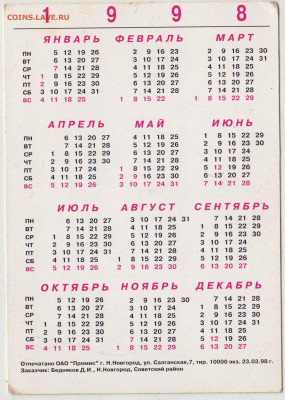 COINS.ЛАВЕ.RU
1 9 9 8
ЯНВАРЬ ФЕВРАЛЬ МАРТ
ПН 5 12 19 26 2 9 16 23 2 9 16 23 30
ВТ 6 13 20 27 3 10 17 24 3 10 17 24 31
СР 7 14 21 28 4 11 18 25 4 11 18 25
ЧТ 1 8 15 22 29 5 12 19 26 5 12 19 26
ПТ 2 9 16 23 30 6 13 20 27 6 13 20 27
СБ 3 10 17 24 31 7 14 21 28 7 14 21 28
ВС 4 11 18 25 1 8 15 22 1 8 15 22 29
АПРЕЛЬ МАЙ ИЮНЬ
ПН 6 13 20 27 4 11 18 25 1 8 15 22 29
ВТ 7 14 21 28 5 12 19 26 2 9 16 23 30
СР 1 8 15 22 29 6 13 20 27 3 10 17 24
ЧТ 2 9 16 23 30 7 14 21 28 4 11 18 25
ПТ 3 10 17 24 1 8 15 22 29 5 12 19 26
СБ 4 11 18 25 2 9 16 23 30 6 13 20 27
ВС 5 12 19 26 3 10 17 24 31 7 14 21 28
ИЮЛЬ АВГУСТ СЕНТЯБРЬ
ПН 6 13 20 27 3 10 17 24 31 7 14 21 28
ВТ 7 14 21 28 4 11 18 25 1 8 15 22 29
СР 1 8 15 22 29 5 12 19 26 2 9 16 23 30
ЧТ 2 9 16 23 30 6 13 20 27 3 10 17 24
ПТ 3 10 17 24 31 7 14 21 28 4 11 18 25
СБ 4 11 18 25 1 8 15 22 29 5 12 19 26
ВС 5 12 19 26 2 9 16 23 30 6 13 20 27
ОКТЯБРЬ НОЯБРЬ ДЕКАБРЬ
ПН 5 12 19 26 2 9 16 23 30 7 14 21 28
ВТ 6 13 20 27 3 10 17 24 1 8 15 22 29
СР 7 14 21 28 4 11 18 25 2 9 16 23 30
ЧТ 1 8 15 22 29 5 12 19 26 3 10 17 24 31
ПТ 2 9 16 23 30 6 13 20 27 4 11 18 25
СБ 3 10 17 24 31 7 14 21 28 5 12 19 26
ВС 4 11 18 25 1 8 15 22 29 6 13 20 27
Отпечатано ОАО "Промис" г. Н.Новгород, ул. Салганская,7, тир. 10000 экз. 23.03.98 г.
Заказчик: Бедняков Д.И., Н.Новгород, Советский район